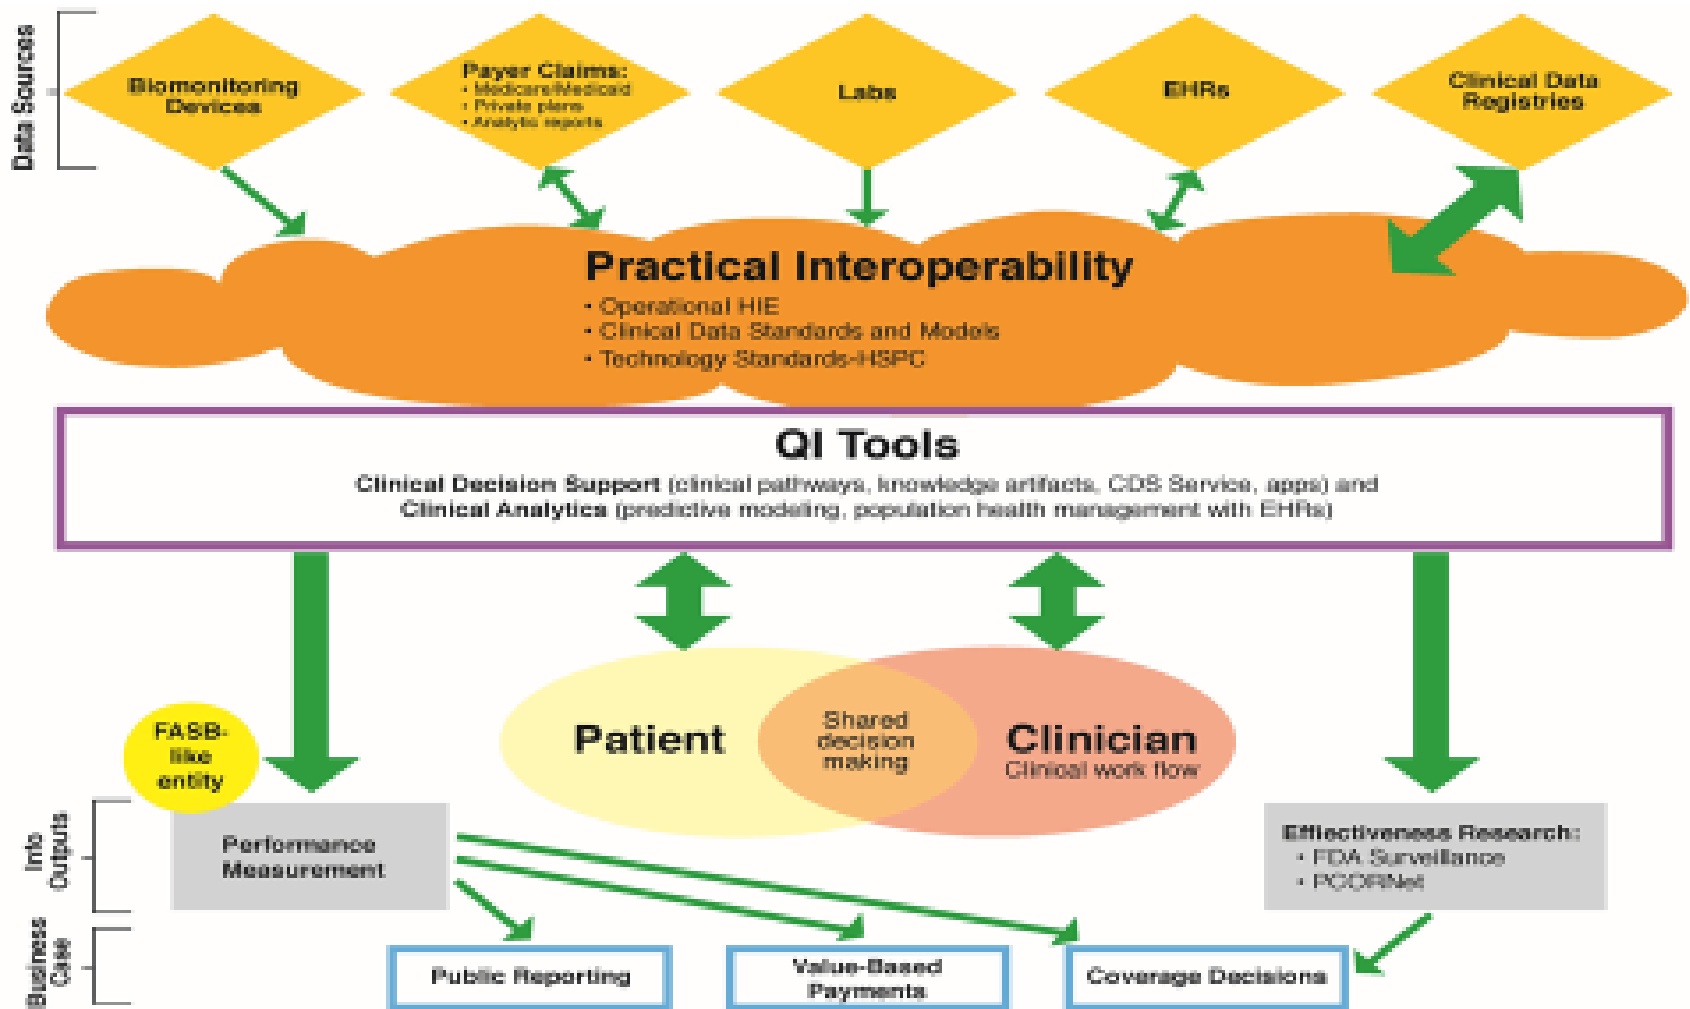 Data Sources
Biomonitoring
Devices
Payer Claims:
• Medicare/Medicaid
• Private plans
• Analytic reports
Labs
EHRs
Clinical Data
Registries
Practical Interoperability
• Operational HIE
• Clinical Data Standards and Models
• Technology Standards-HSPC
QI Tools
Clinical Decision Support (clinical pathways, knowledge artifacts, CDS Service, apps) and
Clinical Analytics (predictive modeling, population health management with EHRs)
Patient
Shared
decision
making
Clinician
Clinical work flow
FASB-
like
entity
Info
Outputs
Performance
Measurement
Effiectiveness Research:
• FDA Surveillance
• PCORNet
Business
Case
Public Reporting
Value-Based
Payments
Coverage Decisions